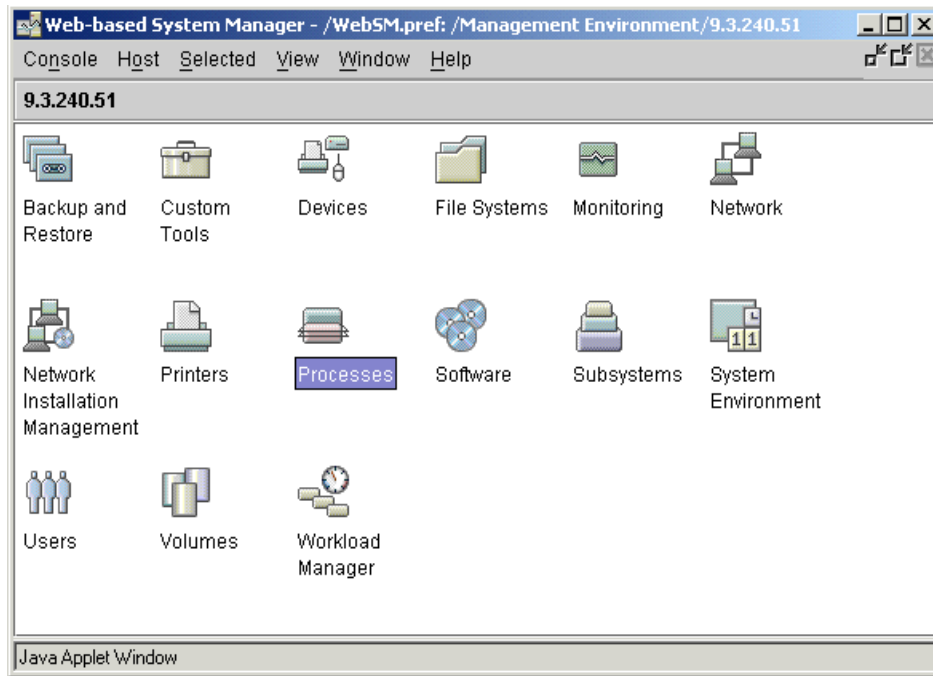 Web-based System Manager - /WebSM.pref: /Management Environment/9.3.240.51
Console Host Selected View Window Help
9.3.240.51
Backup and Restore
Custom Tools
Devices
File Systems
Monitoring
Network
Network Installation Management
Printers
Processes
Software
Subsystems
System Environment
11
Users
Volumes
Workload Manager
Java Applet Window